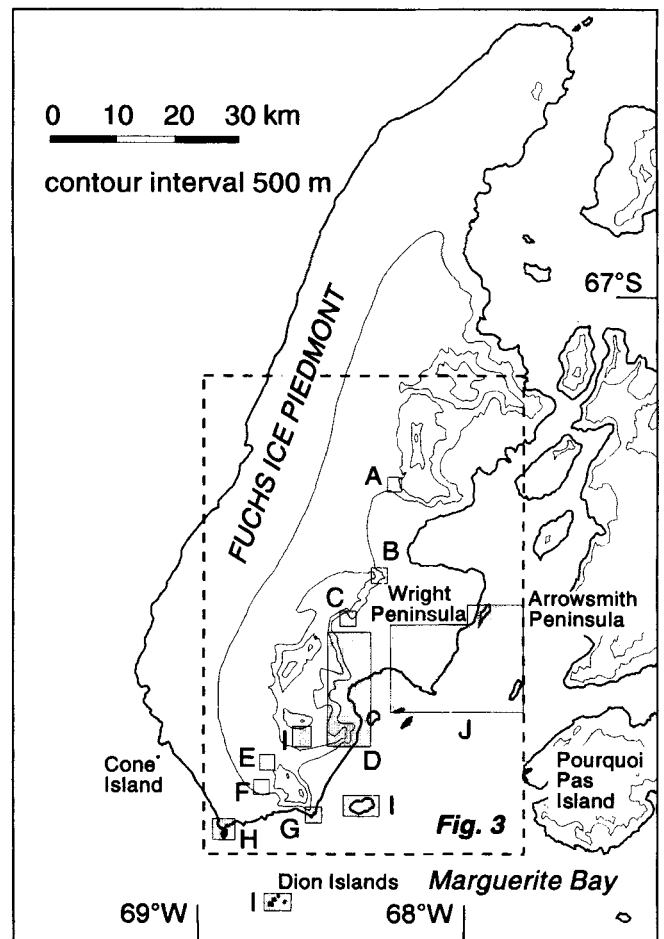 0 10 20 30 km
contour interval 500 m
67°S
FUCHS ICE PIEDMONT
A
B
Wright
Peninsula
C
Arrowsmith
Peninsula
J
I
D
E
Cone
Island
F
Pourquoi
Pas
Island
I
G
H
Fig. 3
Dion Islands
Marguerite Bay
I
69°W
68°W